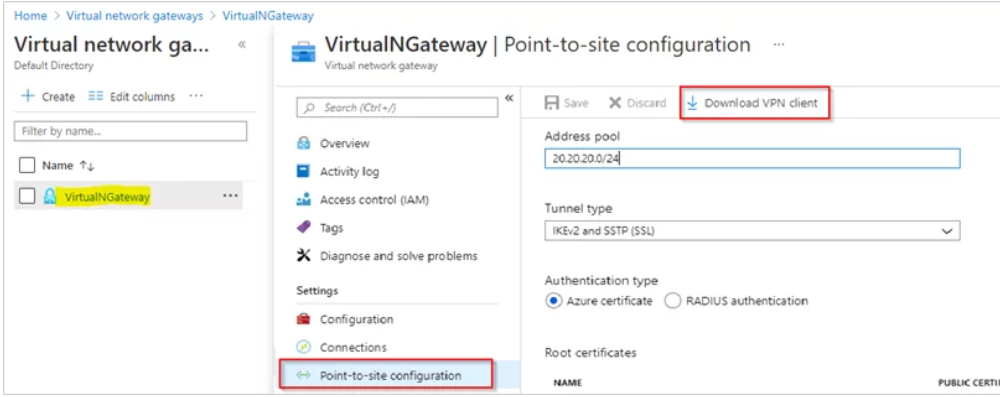 Home > Virtual network gateways > VirtualNGateway
Virtual network ga... «
Default Directory
+ Create Edit columns ...
Filter by name...
Name ↑↓
VirtualNGateway ...
VirtualNGateway | Point-to-site configuration ...
Virtual network gateway
Search (Ctrl+/) «
Overview
Activity log
Access control (IAM)
Tags
Diagnose and solve problems
Settings
Configuration
Connections
Point-to-site configuration
Save Discard Download VPN client
Address pool
20.20.20.0/24
Tunnel type
IKEv2 and SSTP (SSL)
Authentication type
Azure certificate RADIUS authentication
Root certificates
NAME PUBLIC CERTI